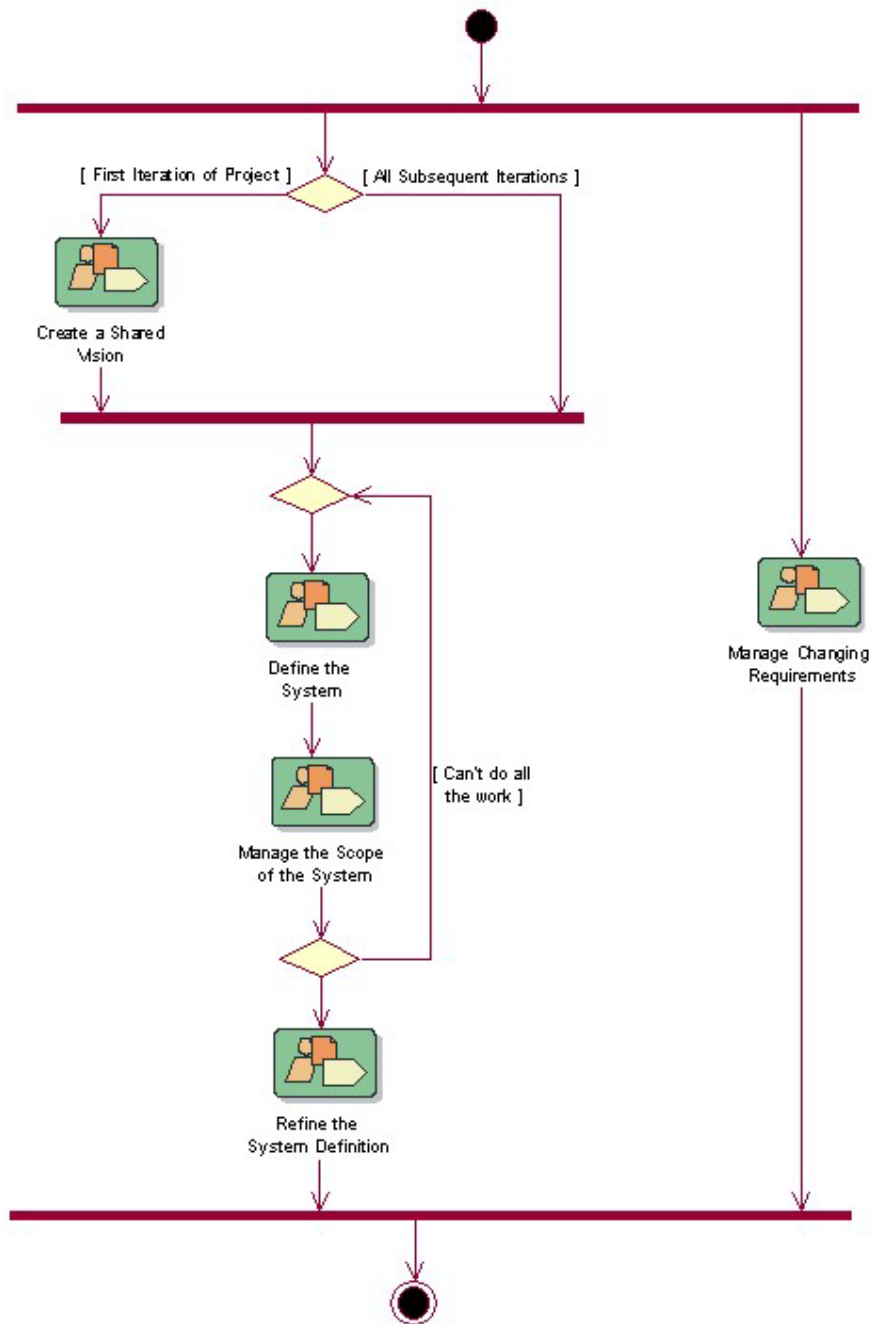 [ First Iteration of Project ]
[ All Subsequent Iterations ]
Create a Shared
Vision
Define the
System
Manage Changing
Requirements
[ Can't do all
the work ]
Manage the Scope
of the System
Refine the
System Definition